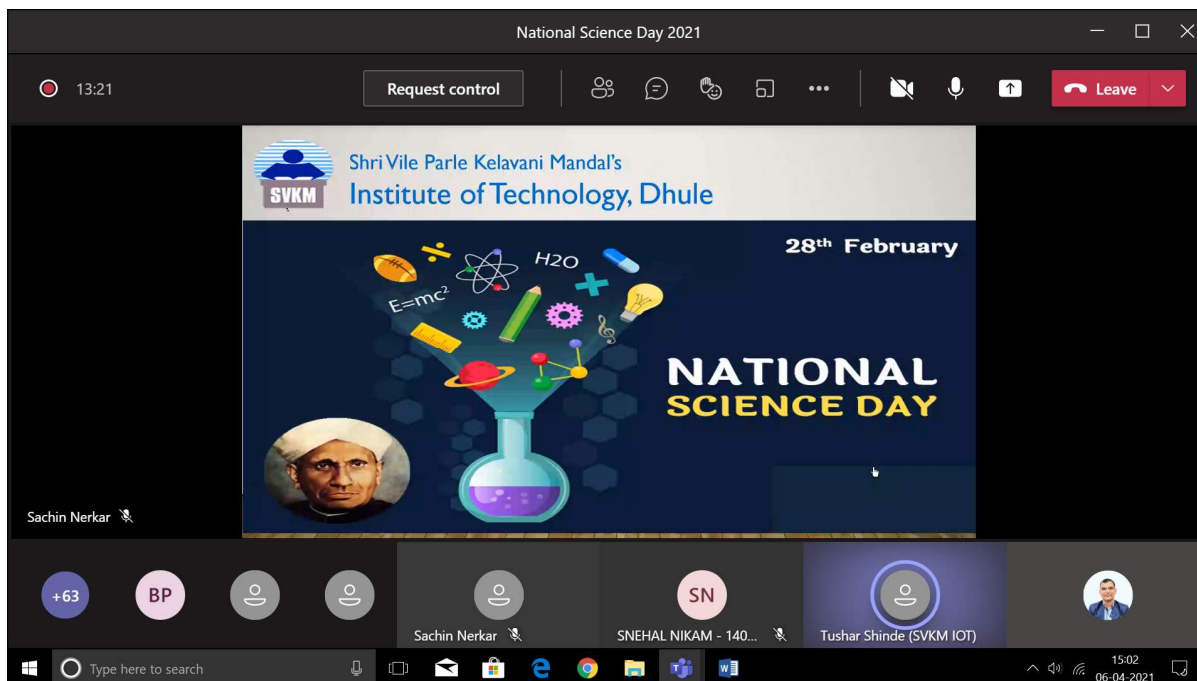 National Science Day 2021
13:21
Request control
Leave
SVKM
Shri Vile Parle Kelavani Mandal's
Institute of Technology, Dhule
28th February
H2O
E=mc²
NATIONAL
SCIENCE DAY
Sachin Nerkar
+63
BP
SN
Sachin Nerkar
SNEHAL NIKAM - 140...
Tushar Shinde (SVKM IOT)
Type here to search
15:02
06-04-2021